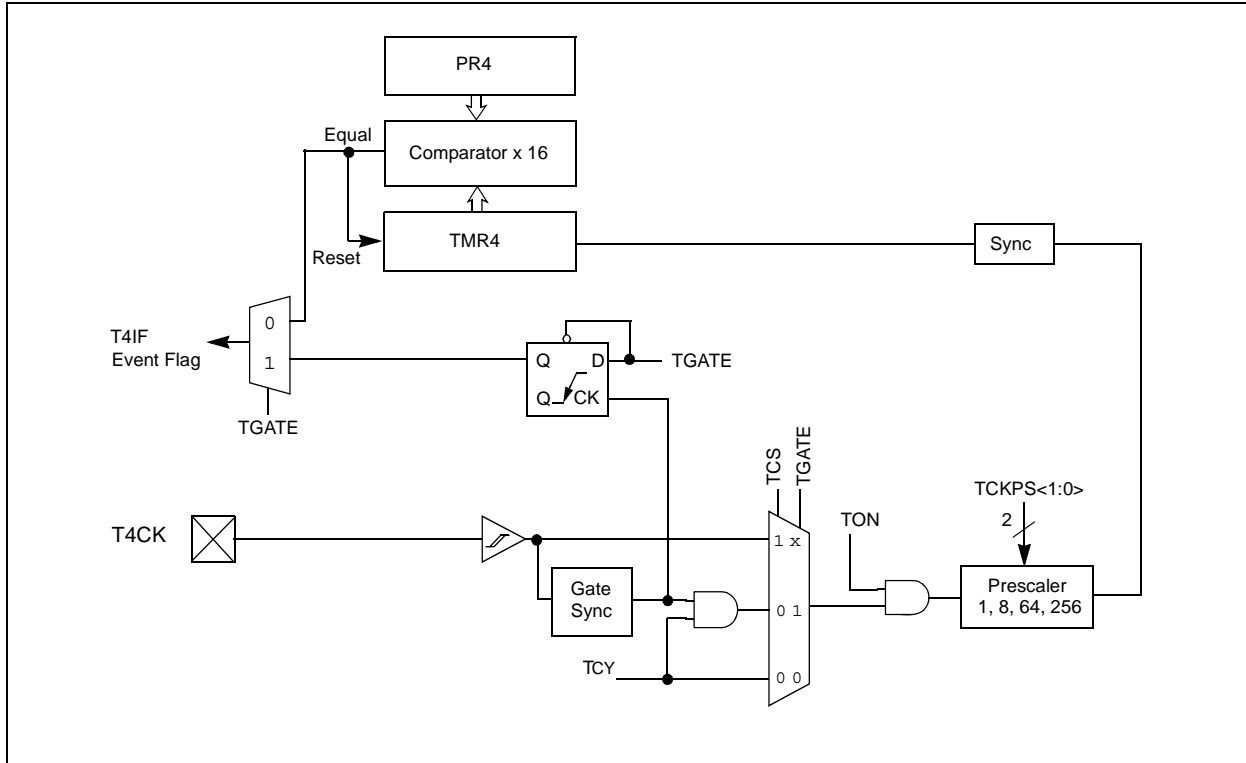 PR4
Equal
Comparator x 16
TMR4
Reset
Sync
0
1
T4IF
Event Flag
TGATE
Q
D
Q
CK
TGATE
TCS
TGATE
TCKPS<1:0>
2
TON
T4CK
1 x
Prescaler
1, 8, 64, 256
Gate
Sync
0 1
TCY
0 0